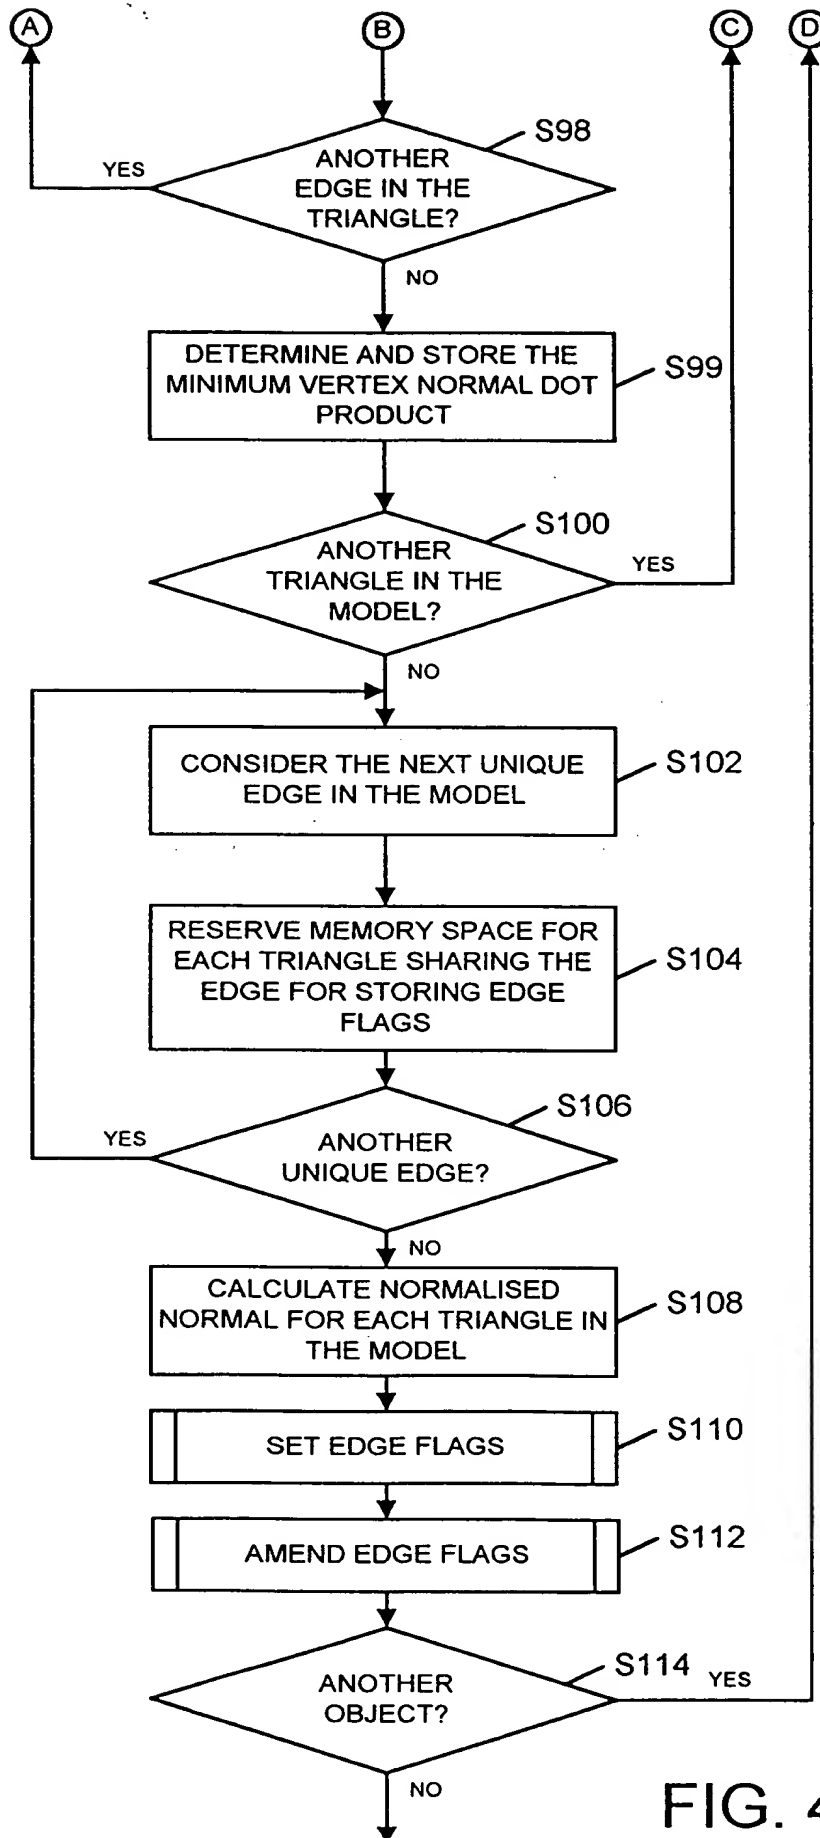 A
B
C
D
S98
YES
ANOTHER
EDGE IN THE
TRIANGLE?
NO
DETERMINE AND STORE THE
MINIMUM VERTEX NORMAL DOT
PRODUCT
S99
S100
ANOTHER
TRIANGLE IN THE
MODEL?
YES
NO
CONSIDER THE NEXT UNIQUE
EDGE IN THE MODEL
S102
RESERVE MEMORY SPACE FOR
EACH TRIANGLE SHARING THE
EDGE FOR STORING EDGE
FLAGS
S104
S106
YES
ANOTHER
UNIQUE EDGE?
NO
CALCULATE NORMALISED
NORMAL FOR EACH TRIANGLE IN
THE MODEL
S108
SET EDGE FLAGS
S110
AMEND EDGE FLAGS
S112
S114
YES
ANOTHER
OBJECT?
NO
FIG. 4